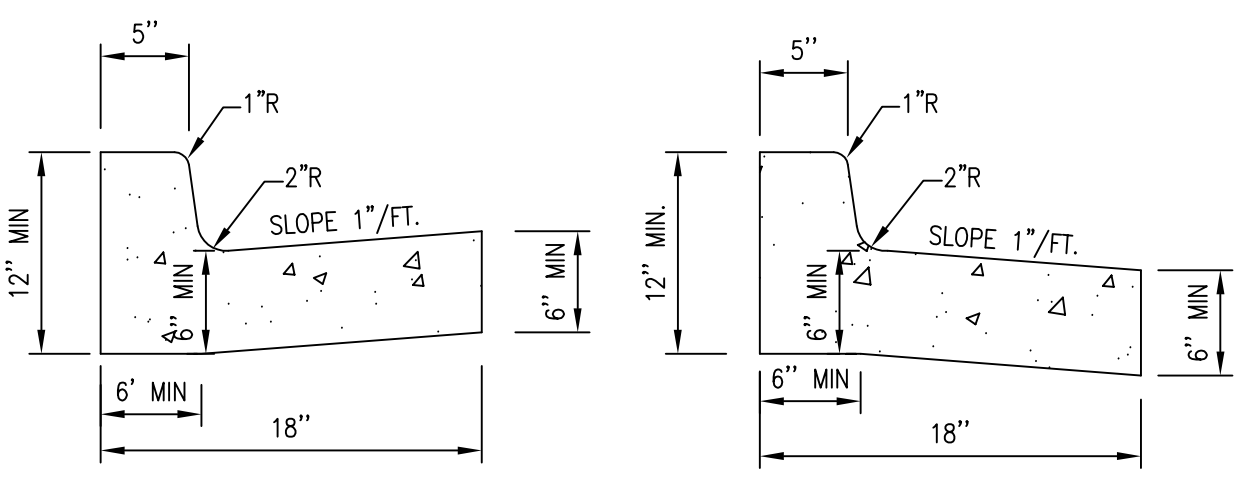 5''
1"R
2"R
SLOPE 1"/FT.
12'' MIN
6'' MIN
6'' MIN
6' MIN
18''
5''
1"R
2"R
SLOPE 1"/FT.
12'' MIN.
6'' MIN
6'' MIN
6'' MIN
18''